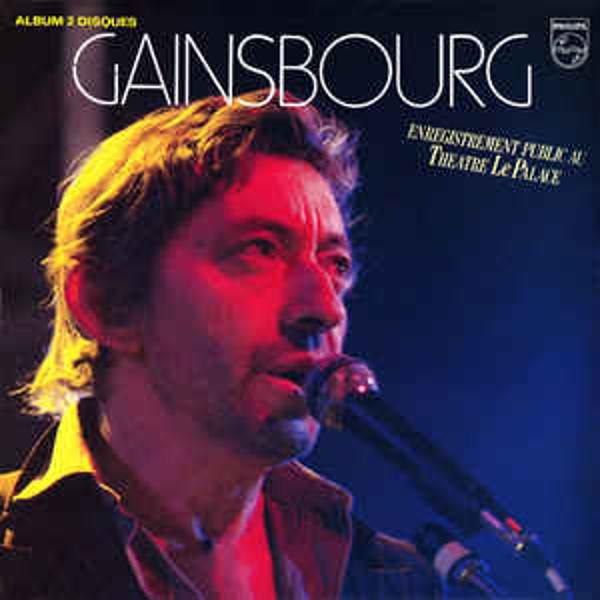 ALBUM 2 DISQUES
PHILIPS
GAINSBOURG
ENREGISTREMENT PUBLIC AU
THEATRE Le PALACE